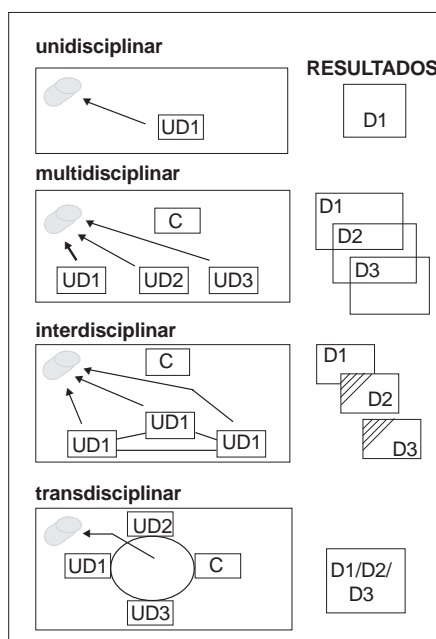 unidisciplinar
RESULTADOS
UD1
D1
multidisciplinar
C
UD1 UD2 UD3
D1
D2
D3
interdisciplinar
C
UD1
UD1 UD1
D1
D2
D3
transdisciplinar
UD2
UD1 C
UD3
D1/D2/
D3